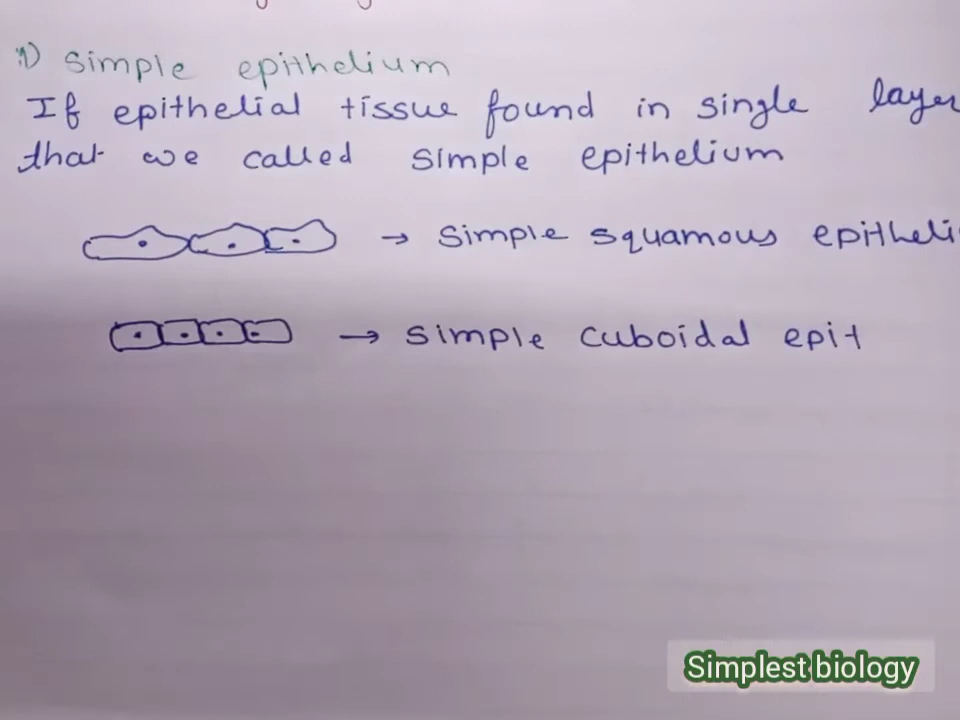 1) Simple epithelium
If epithelial tissue found in single layer
that we called simple epithelium
→ Simple squamous epitheli
→ Simple cuboidal epit
Simplest biology